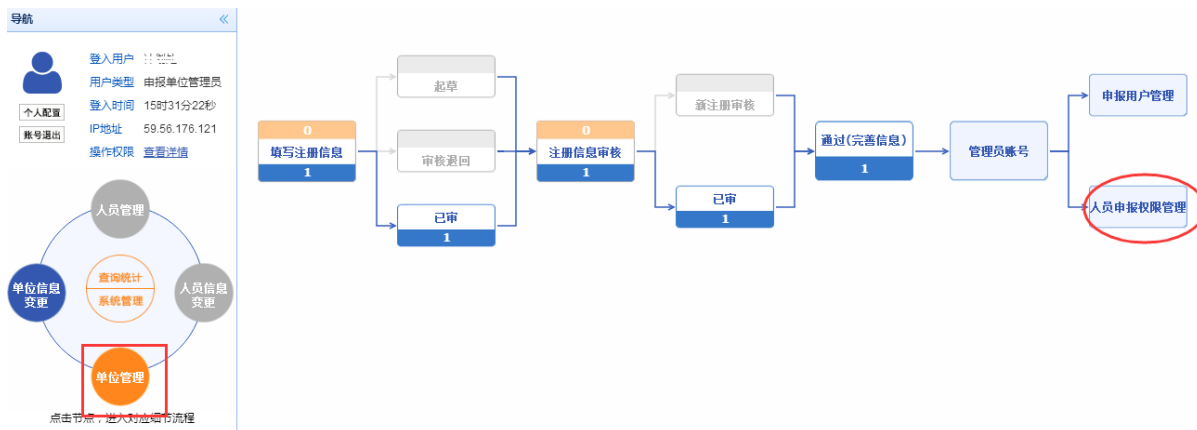 导航
登入用户
用户类型 申报单位管理员
登入时间 15时31分22秒
IP地址 59.56.176.121
操作权限 查看详情
个人配置
账号退出
人员管理
查询统计
系统管理
单位信息
变更
人员信息
变更
单位管理
点击节点，进入对应细节流程
0
填写注册信息
1
起草
审核退回
已审
1
0
注册信息审核
1
新注册审核
已审
1
通过(完善信息)
1
管理员账号
申报用户管理
人员申报权限管理